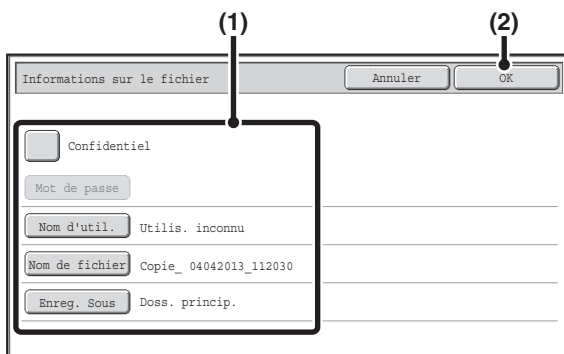 (1) (2)
Informations sur le fichier Annuler OK
Confidentiel
Mot de passe
Nom d'util. Utilis. inconnu
Nom de fichier Copie_ 04042013_112030
Enreg. Sous Doss. princip.